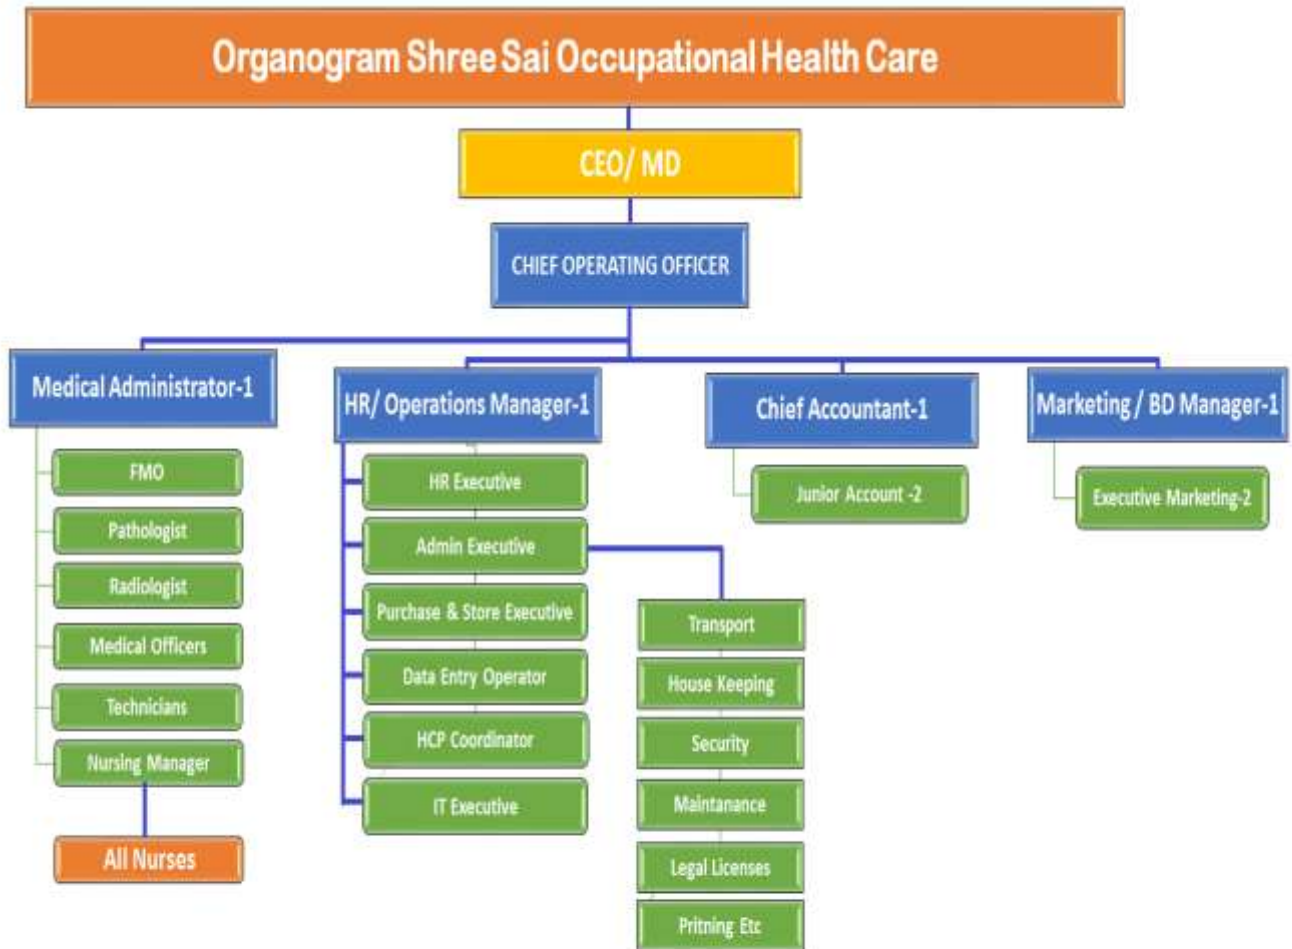 Organogram Shree Sai Occupational Health Care
CEO/ MD
CHIEF OPERATING OFFICER
Medical Administrator-1
FMO
Pathologist
Radiologist
Medical Officers
Technicians
Nursing Manager
All Nurses
HR/ Operations Manager-1
HR Executive
Admin Executive
Purchase & Store Executive
Data Entry Operator
HCP Coordinator
IT Executive
Transport
House Keeping
Security
Maintanance
Legal Licenses
Pritning Etc
Chief Accountant-1
Junior Account -2
Marketing / BD Manager-1
Executive Marketing-2